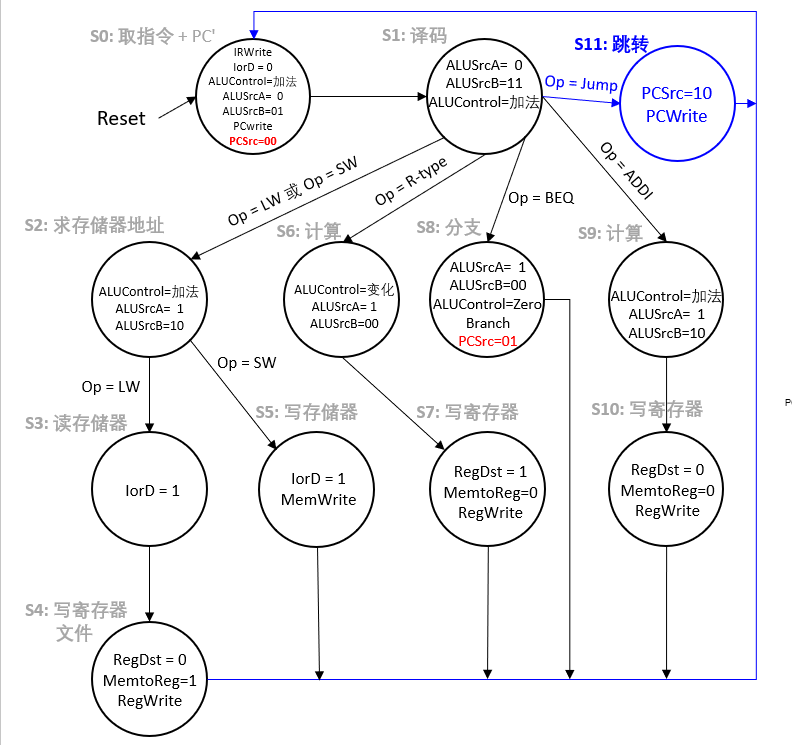 S0: 取指令 + PC'
IRWrite
IorD = 0
ALUControl=加法
ALUSrcA= 0
ALUSrcB=01
PCwrite
PCSrc=00
Reset
S1: 译码
ALUSrcA= 0
ALUSrcB=11
ALUControl=加法
S11: 跳转
Op = Jump
PCSrc=10
PCWrite
Op = LW 或 Op = SW
Op = R-type
Op = BEQ
Op = ADDI
S2: 求存储器地址
ALUControl=加法
ALUSrcA= 1
ALUSrcB=10
S6: 计算
ALUControl=变化
ALUSrcA= 1
ALUSrcB=00
S8: 分支
ALUSrcA= 1
ALUSrcB=00
ALUControl=Zero
Branch
PCSrc=01
S9: 计算
ALUControl=加法
ALUSrcA= 1
ALUSrcB=10
Op = LW
Op = SW
S3: 读存储器
IorD = 1
S5: 写存储器
IorD = 1
MemWrite
S7: 写寄存器
RegDst = 1
MemtoReg=0
RegWrite
S10: 写寄存器
RegDst = 0
MemtoReg=0
RegWrite
S4: 写寄存器
文件
RegDst = 0
MemtoReg=1
RegWrite